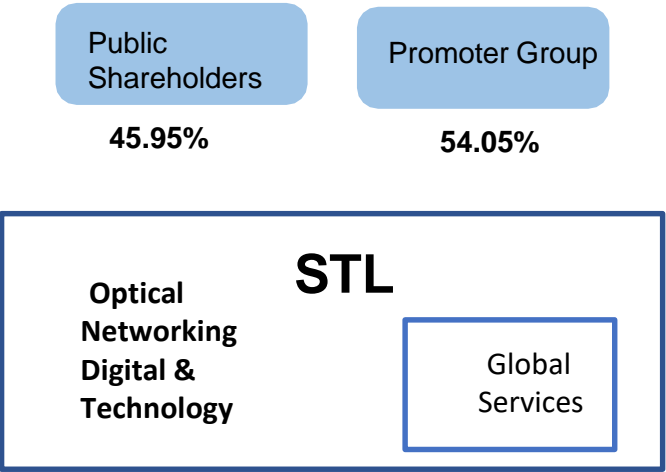 Public
Shareholders
Promoter Group
45.95%
54.05%
STL
Optical
Networking
Digital &
Technology
Global
Services